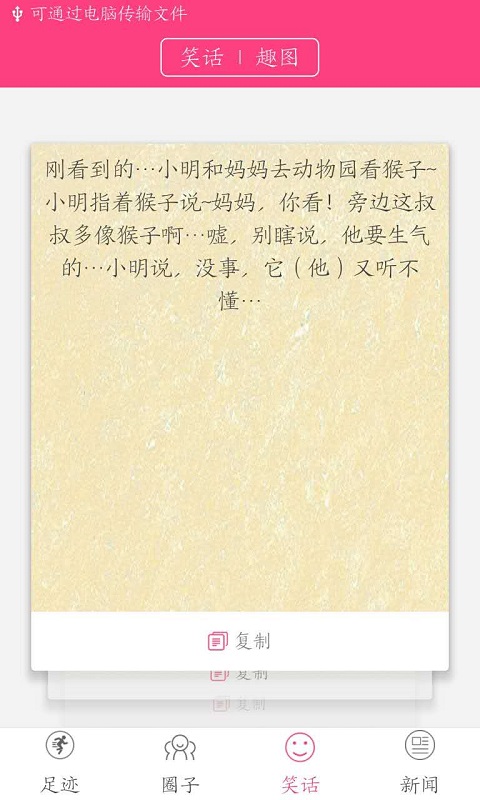 可通过电脑传输文件
笑话 | 趣图
刚看到的…小明和妈妈去动物园看猴子~
小明指着猴子说~妈妈，你看！旁边这叔
叔多像猴子啊…嘘，别瞎说，他要生气
的…小明说，没事，它（他）又听不
懂…
复制
复制
复制
足迹 圈子 笑话 新闻